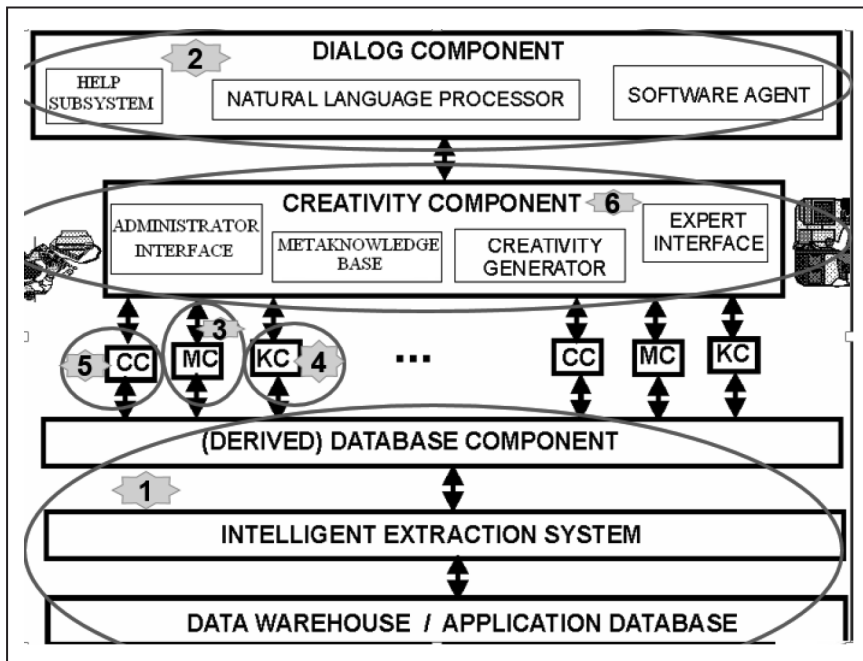 DIALOG COMPONENT
2
HELP
SUBSYSTEM
NATURAL LANGUAGE PROCESSOR
SOFTWARE AGENT
CREATIVITY COMPONENT
6
ADMINISTRATOR
INTERFACE
METAKNOWLEDGE
BASE
CREATIVITY
GENERATOR
EXPERT
INTERFACE
3
5
CC
MC
KC
4
...
CC
MC
KC
(DERIVED) DATABASE COMPONENT
1
INTELLIGENT EXTRACTION SYSTEM
DATA WAREHOUSE / APPLICATION DATABASE